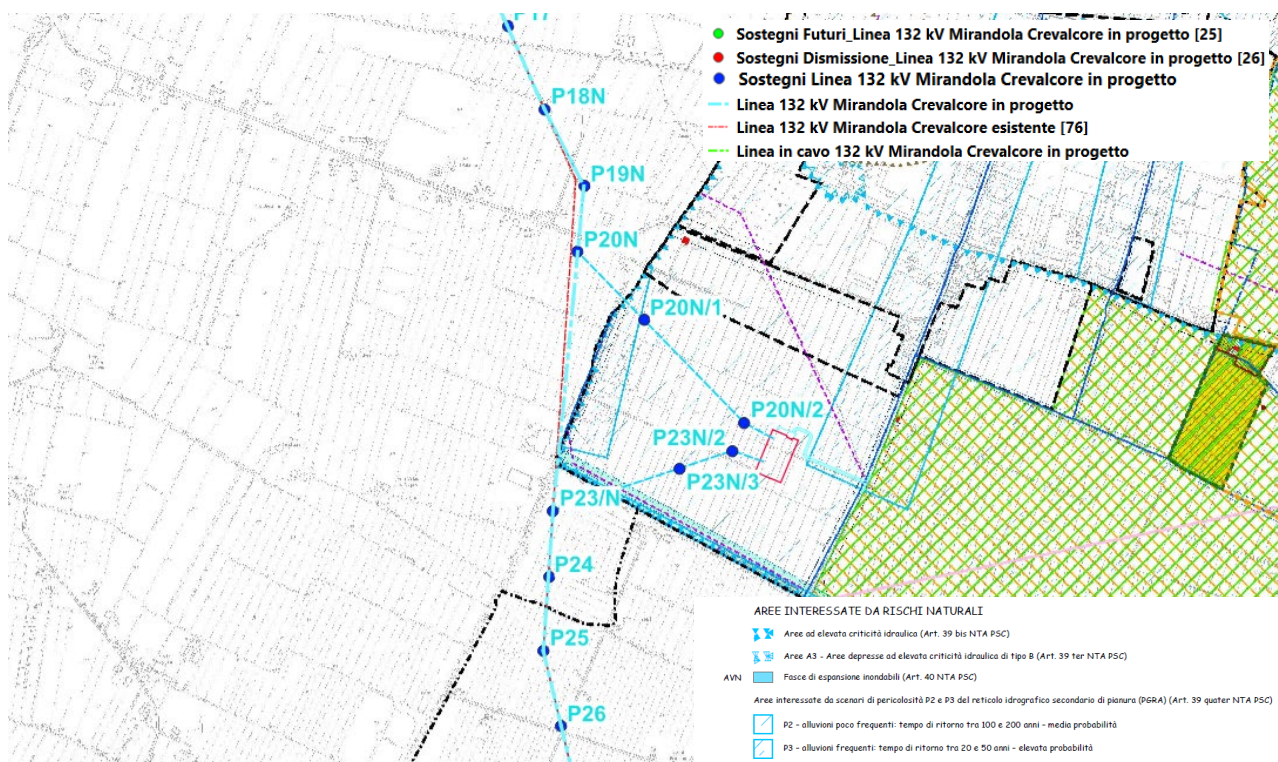 P17
Sostegni Futuri_Linea 132 kV Mirandola Crevalcore in progetto [25]
Sostegni Dismissione_Linea 132 kV Mirandola Crevalcore in progetto [26]
Sostegni Linea 132 kV Mirandola Crevalcore in progetto
Linea 132 kV Mirandola Crevalcore in progetto
Linea 132 kV Mirandola Crevalcore esistente [76]
Linea in cavo 132 kV Mirandola Crevalcore in progetto
P18N
P19N
P20N
P20N/1
P20N/2
P23N/2
P23N/3
P23/N
P24
P25
P26
AREE INTERESSATE DA RISCHI NATURALI
Aree ad elevata criticità idraulica (Art. 39 bis NTA PSC)
Aree A3 - Aree depresse ad elevata criticità idraulica di tipo B (Art. 39 ter NTA PSC)
AVN Fasce di espansione inondabili (Art. 40 NTA PSC)
Aree interessate da scenari di pericolosità P2 e P3 del reticolo idrografico secondario di pianura (PGRA) (Art. 39 quater NTA PSC)
P2 - alluvioni poco frequenti: tempo di ritorno tra 100 e 200 anni - media probabilità
P3 - alluvioni frequenti: tempo di ritorno tra 20 e 50 anni - elevata probabilità